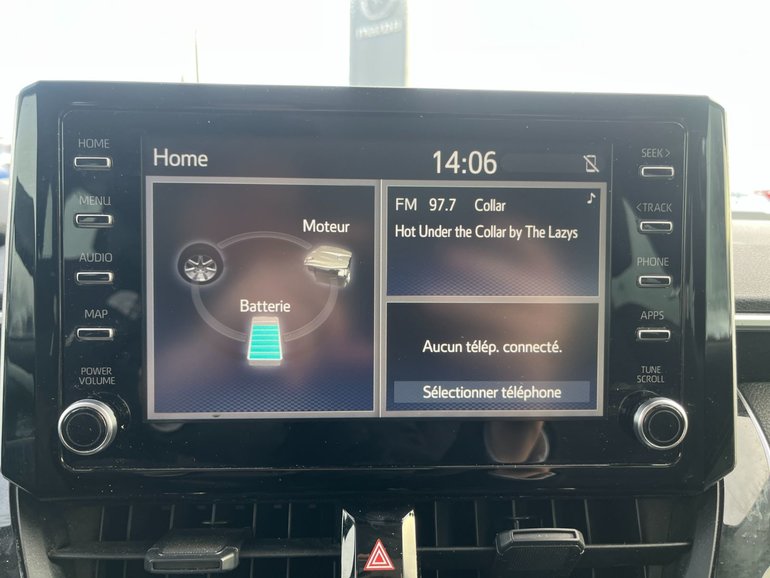 HOME
MENU
AUDIO
MAP
POWER
VOLUME
Home
14:06
Moteur
Batterie
FM 97.7 Collar
Hot Under the Collar by The Lazys
Aucun télép. connecté.
Sélectionner téléphone
SEEK >
< TRACK
PHONE
APPS
TUNE
SCROLL